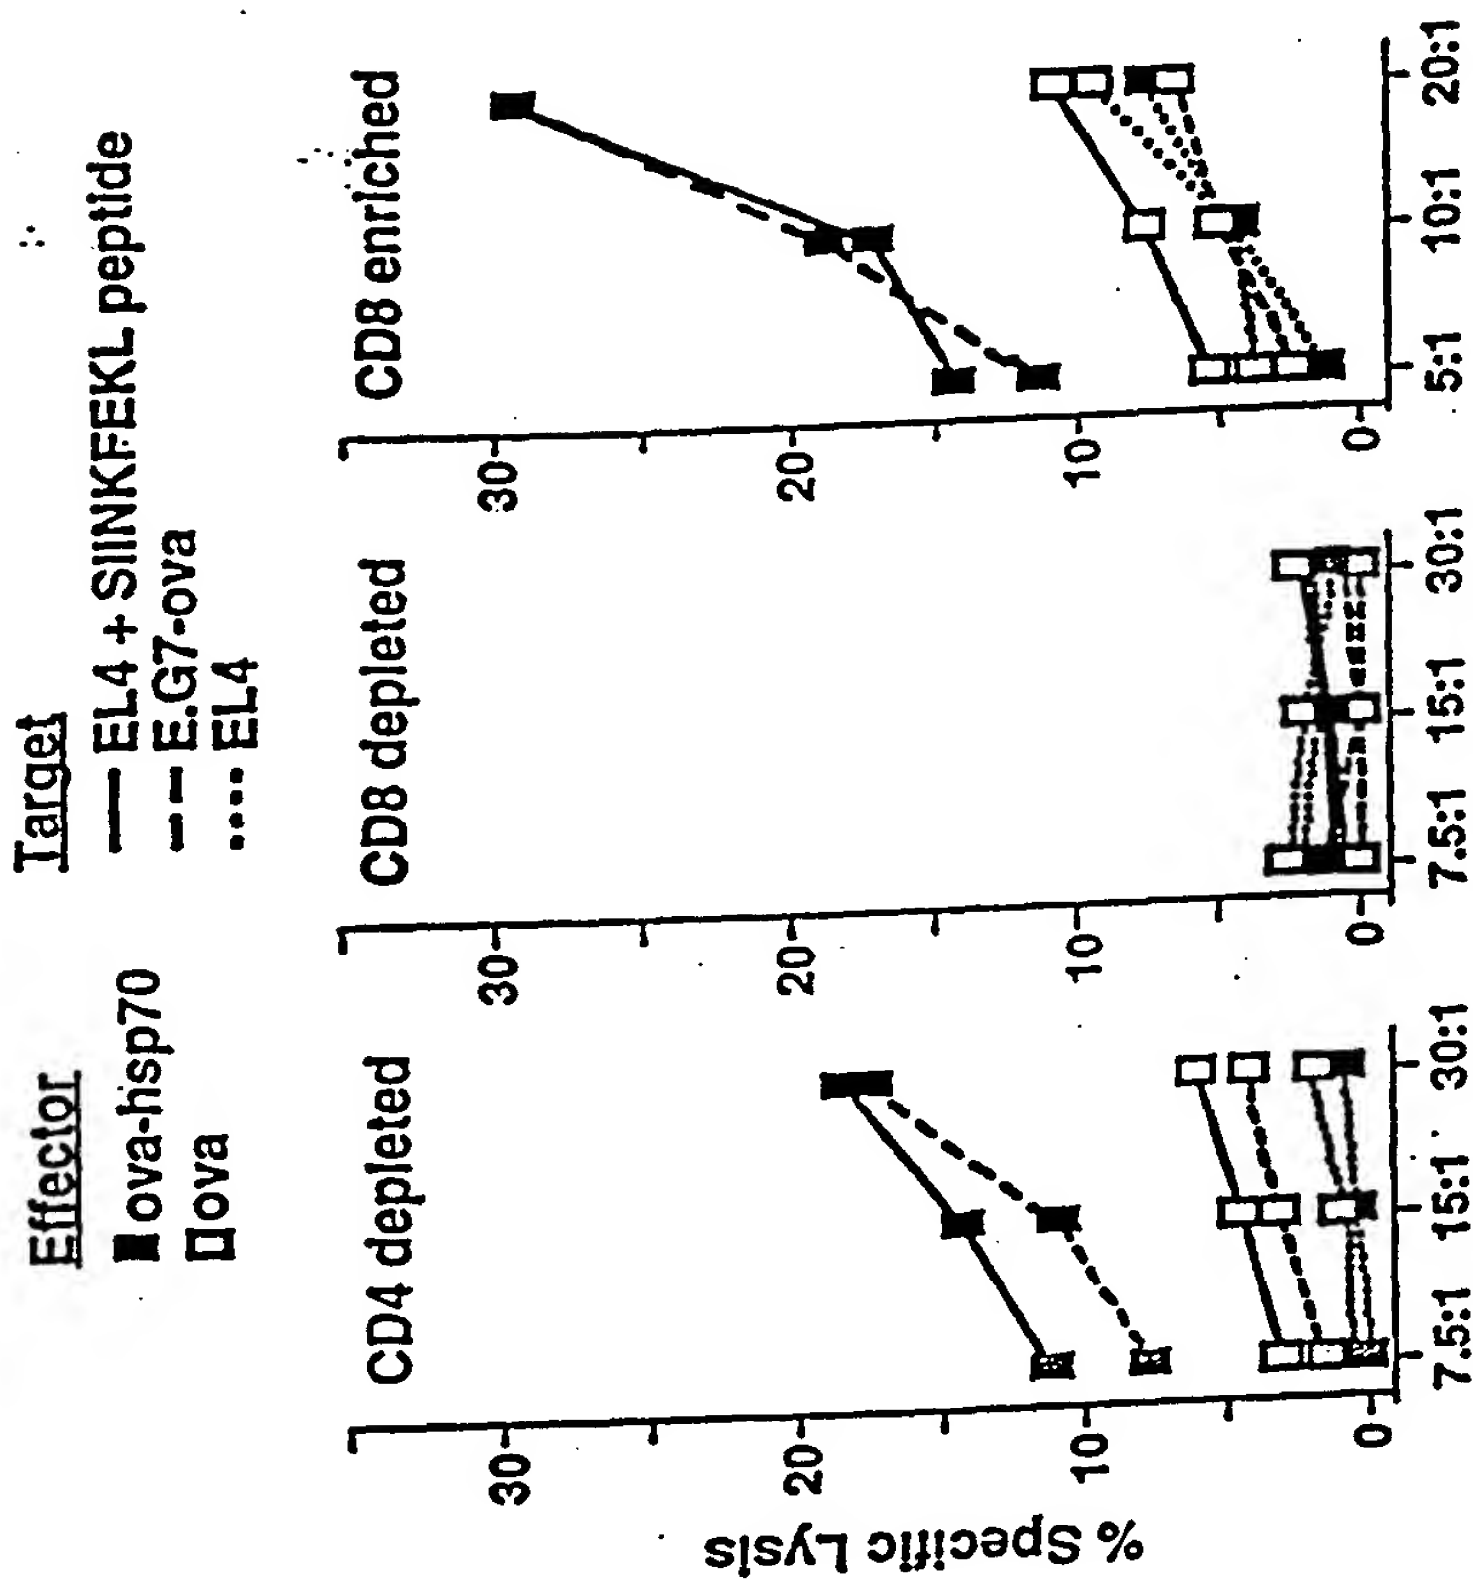 Effector
ova-hsp70
ova
Target
EL4 + SIINKFEKL peptide
E.G7-ova
EL4
% Specific Lysis
CD4 depleted
30
20
10
0
7.5:1
15:1
30:1
CD8 depleted
30
20
10
0
7.5:1
15:1
30:1
CD8 enriched
30
20
10
0
5:1
10:1
20:1